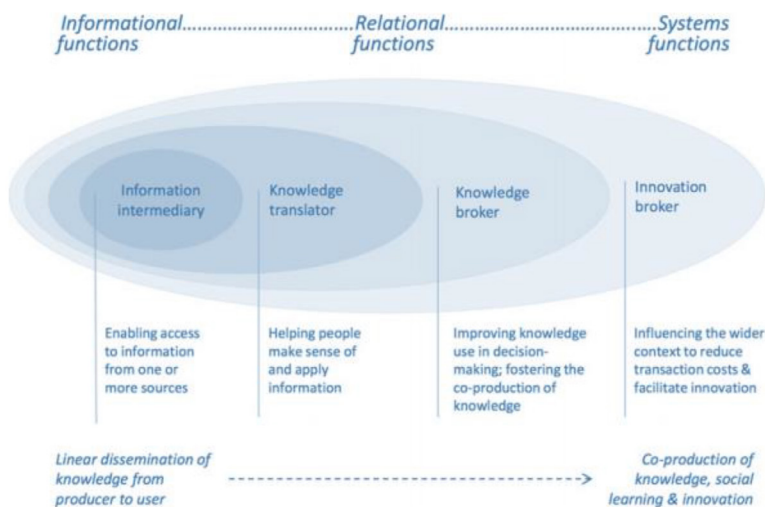 Informational.................................Relational.........................................Systems
functions functions functions
Information
intermediary
Knowledge
translator
Knowledge
broker
Innovation
broker
Enabling access
to information
from one or
more sources
Helping people
make sense of
and apply
information
Improving knowledge
use in decision-
making; fostering the
co-production of
knowledge
Influencing the wider
context to reduce
transaction costs &
facilitate innovation
Linear dissemination of
knowledge from
producer to user
Co-production of
knowledge, social
learning & innovation